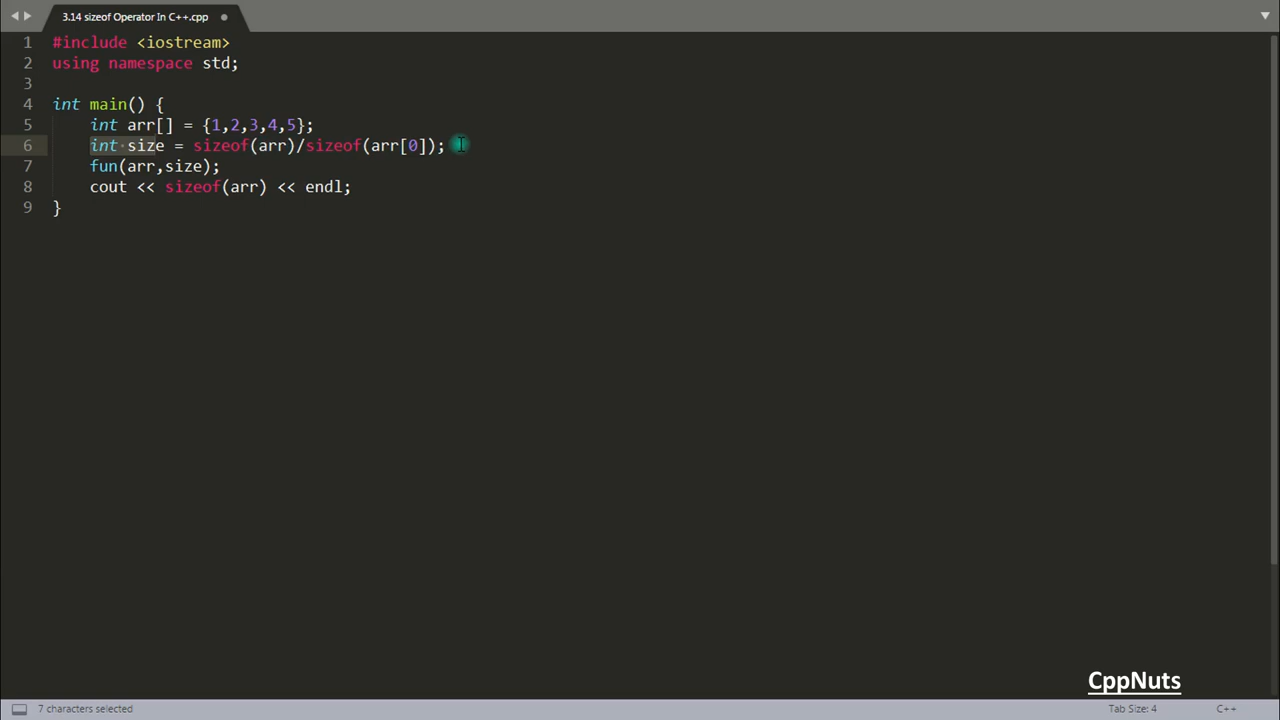 3.14 sizeof Operator In C++.cpp
1 #include <iostream>
2 using namespace std;
3
4 int main() {
5 int arr[] = {1,2,3,4,5};
6 int size = sizeof(arr)/sizeof(arr[0]);
7 fun(arr,size);
8 cout << sizeof(arr) << endl;
9 }
CppNuts
7 characters selected Tab Size: 4 C++